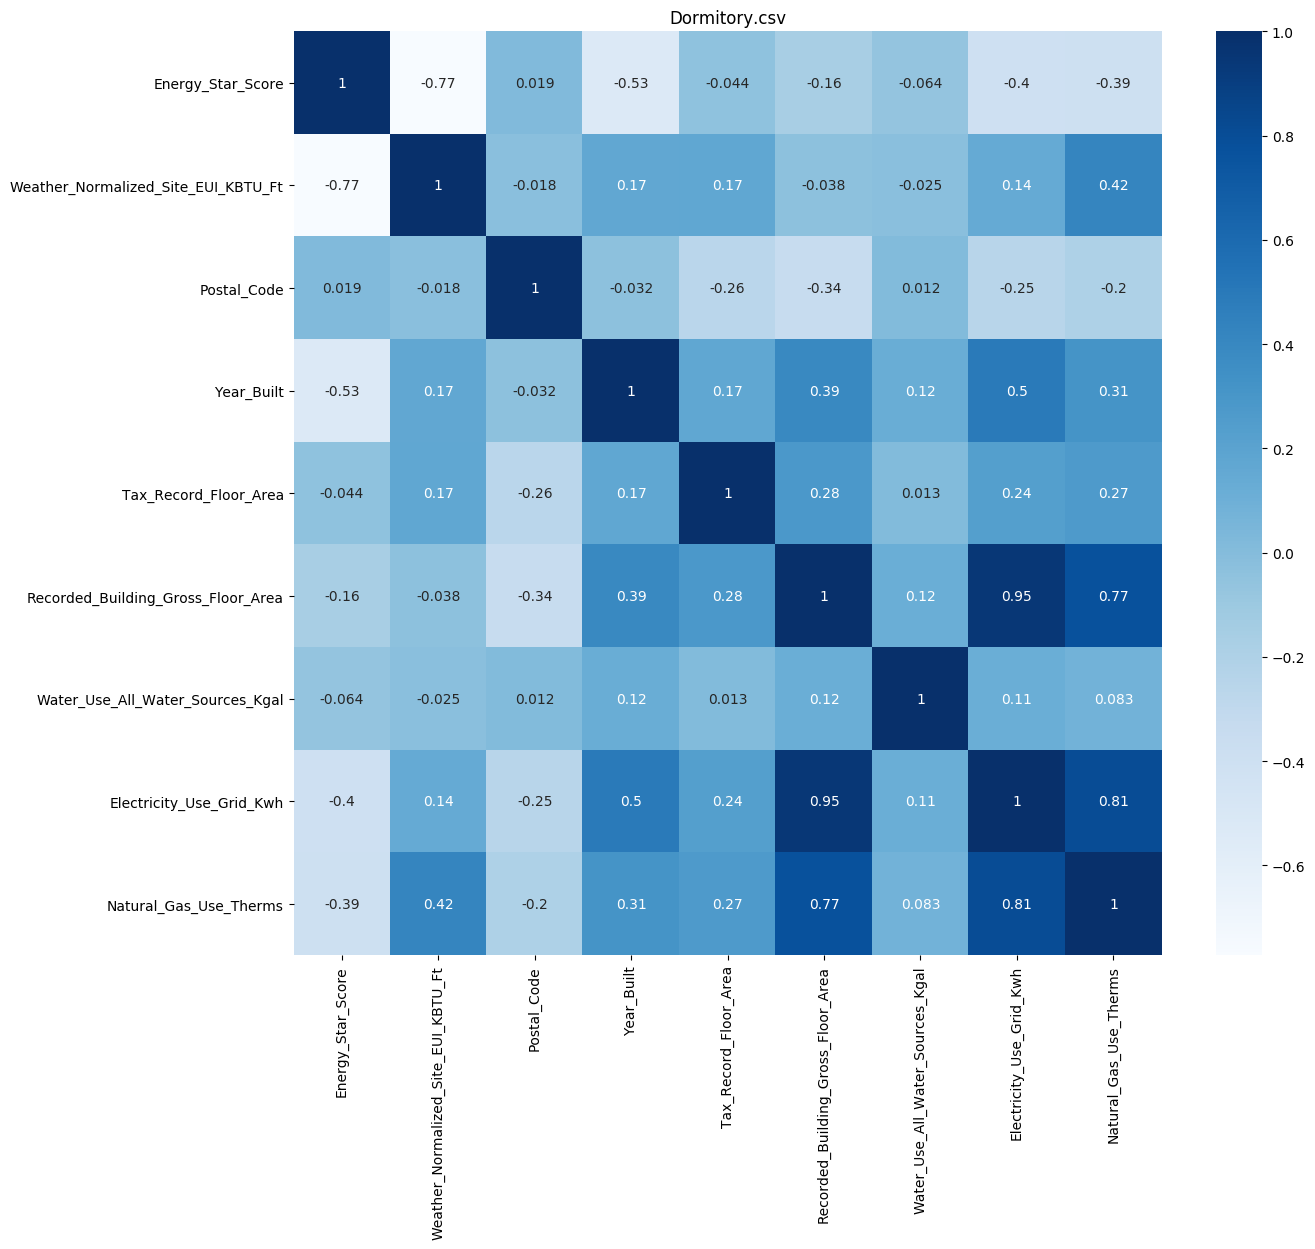 Dormitory.csv
Energy_Star_Score 1 -0.77 0.019 -0.53 -0.044 -0.16 -0.064 -0.4 -0.39
Weather_Normalized_Site_EUI_KBTU_Ft -0.77 1 -0.018 0.17 0.17 -0.038 -0.025 0.14 0.42
Postal_Code 0.019 -0.018 1 -0.032 -0.26 -0.34 0.012 -0.25 -0.2
Year_Built -0.53 0.17 -0.032 1 0.17 0.39 0.12 0.5 0.31
Tax_Record_Floor_Area -0.044 0.17 -0.26 0.17 1 0.28 0.013 0.24 0.27
Recorded_Building_Gross_Floor_Area -0.16 -0.038 -0.34 0.39 0.28 1 0.12 0.95 0.77
Water_Use_All_Water_Sources_Kgal -0.064 -0.025 0.012 0.12 0.013 0.12 1 0.11 0.083
Electricity_Use_Grid_Kwh -0.4 0.14 -0.25 0.5 0.24 0.95 0.11 1 0.81
Natural_Gas_Use_Therms -0.39 0.42 -0.2 0.31 0.27 0.77 0.083 0.81 1
Energy_Star_Score
Weather_Normalized_Site_EUI_KBTU_Ft
Postal_Code
Year_Built
Tax_Record_Floor_Area
Recorded_Building_Gross_Floor_Area
Water_Use_All_Water_Sources_Kgal
Electricity_Use_Grid_Kwh
Natural_Gas_Use_Therms
1.0
0.8
0.6
0.4
0.2
0.0
−0.2
−0.4
−0.6